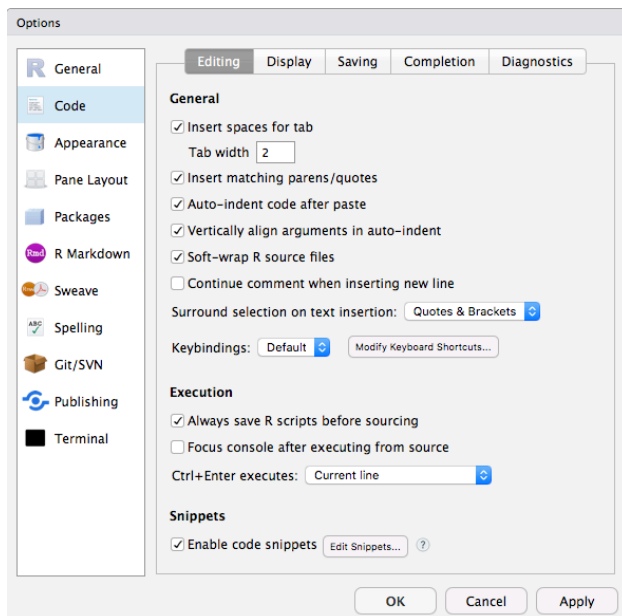 Options
General
Code
Appearance
Pane Layout
Packages
Rmd R Markdown
Sweave
ABC Spelling
Git/SVN
Publishing
Terminal
Editing Display Saving Completion Diagnostics
General
Insert spaces for tab
Tab width 2
Insert matching parens/quotes
Auto-indent code after paste
Vertically align arguments in auto-indent
Soft-wrap R source files
Continue comment when inserting new line
Surround selection on text insertion: Quotes & Brackets
Keybindings: Default Modify Keyboard Shortcuts...
Execution
Always save R scripts before sourcing
Focus console after executing from source
Ctrl+Enter executes: Current line
Snippets
Enable code snippets Edit Snippets... ?
OK Cancel Apply